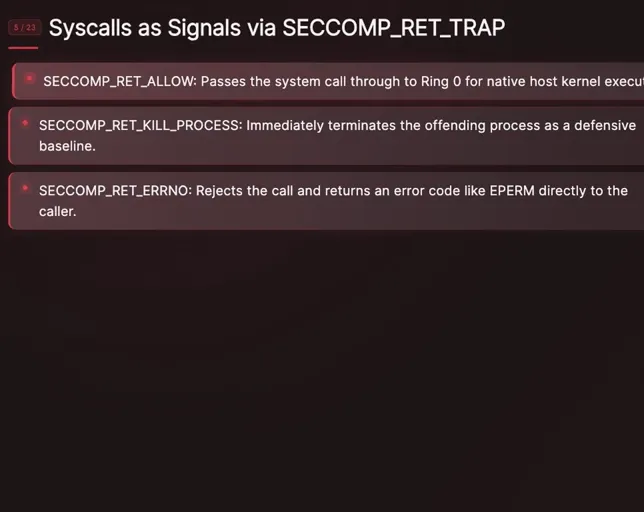 5 / 23
Syscalls as Signals via SECCOMP_RET_TRAP
SECCOMP_RET_ALLOW: Passes the system call through to Ring 0 for native host kernel execut
SECCOMP_RET_KILL_PROCESS: Immediately terminates the offending process as a defensive
baseline.
SECCOMP_RET_ERRNO: Rejects the call and returns an error code like EPERM directly to the
caller.